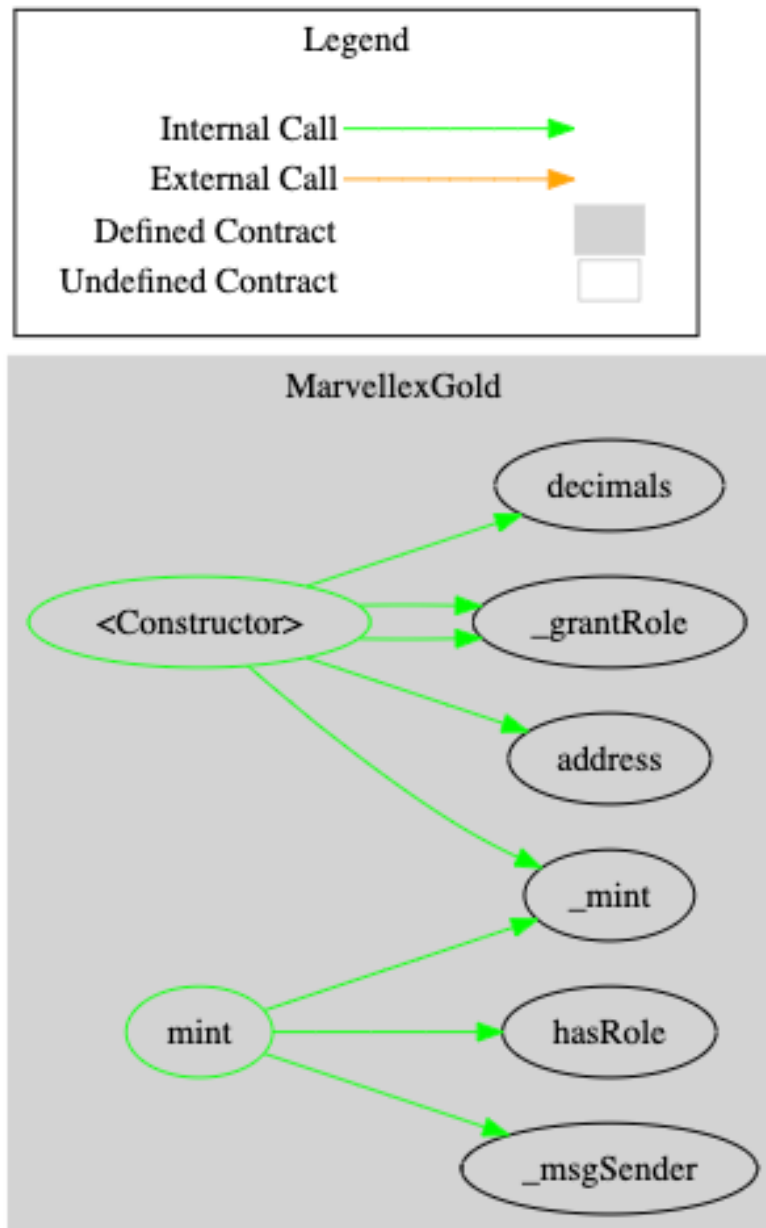 Legend
Internal Call
External Call
Defined Contract
Undefined Contract
MarvellexGold
decimals
<Constructor>
_grantRole
address
_mint
mint
hasRole
_msgSender